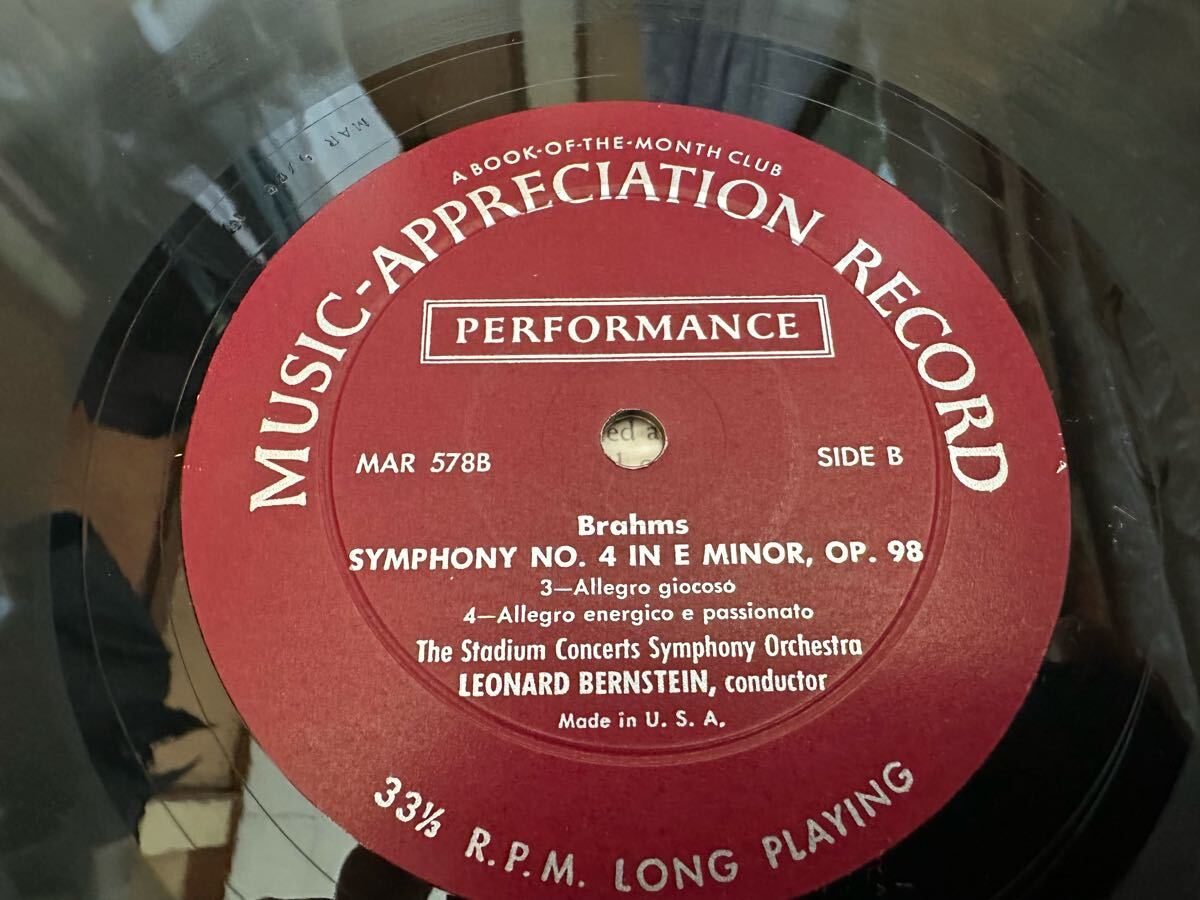 A BOOK-OF-THE-MONTH CLUB
MUSIC-APPRECIATION RECORD
PERFORMANCE
ed a
MAR 578B
SIDE B
Brahms
SYMPHONY NO. 4 IN E MINOR, OP. 98
3—Allegro giocoso
4—Allegro energico e passionato
The Stadium Concerts Symphony Orchestra
LEONARD BERNSTEIN, conductor
Made in U. S. A.
33⅓ R.P.M. LONG PLAYING
MAR